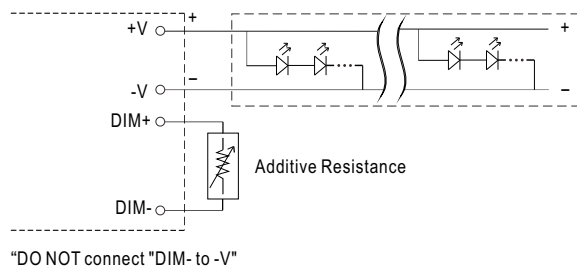 +V
+
-V
−
+
−
DIM+
Additive Resistance
DIM-
“DO NOT connect "DIM- to -V"